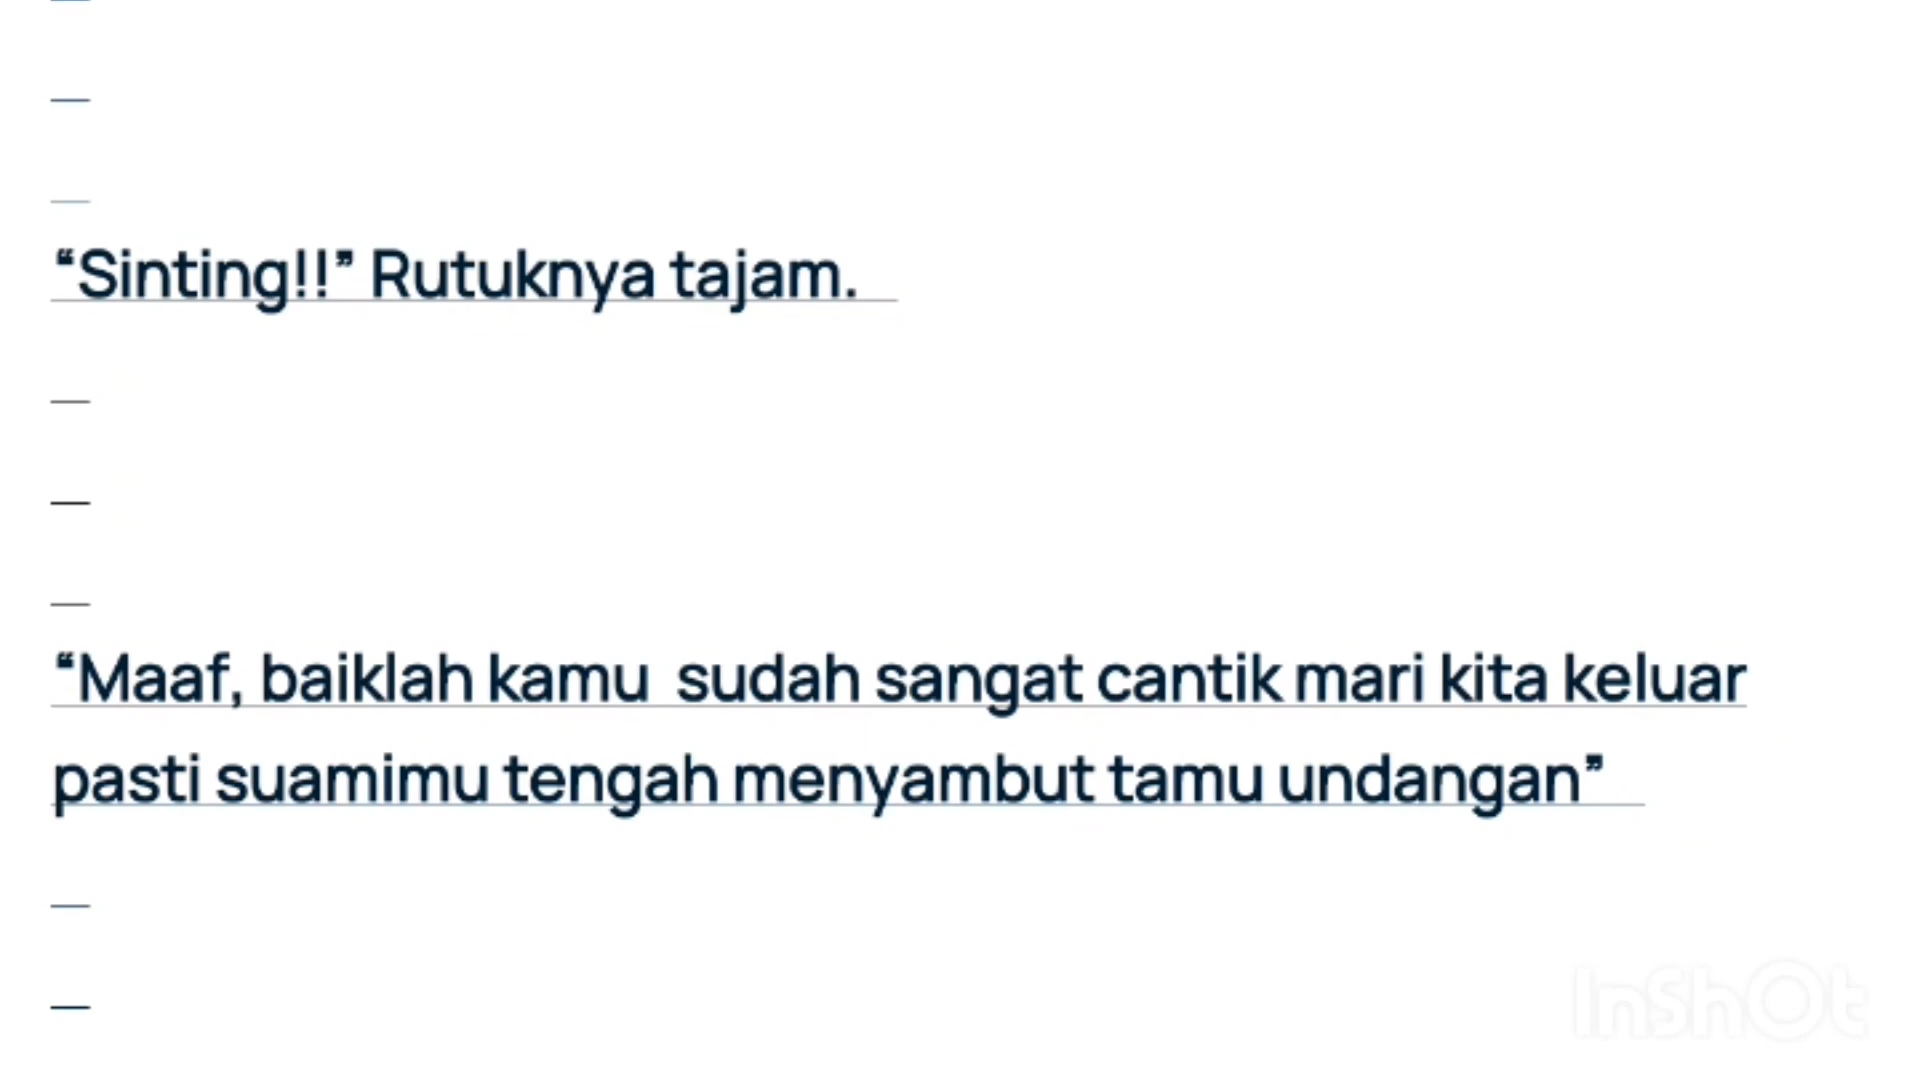 “Sinting!!” Rutuknya tajam.
“Maaf, baiklah kamu  sudah sangat cantik mari kita keluar
pasti suamimu tengah menyambut tamu undangan”
InShOt